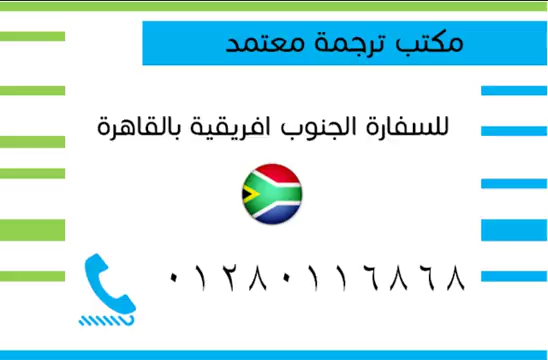 مكتب ترجمة معتمد
للسفارة الجنوب افريقية بالقاهرة
٠١٢٨٠١١٦٨٦٨